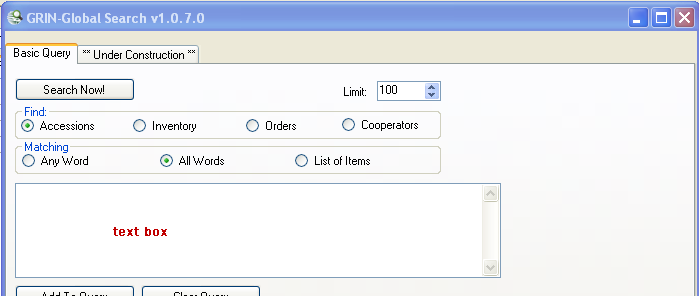 GRIN-Global Search v1.0.7.0
Basic Query ** Under Construction **
Search Now! Limit: 100
Find:
Accessions Inventory Orders Cooperators
Matching
Any Word All Words List of Items
text box
Add To Query Clear Query